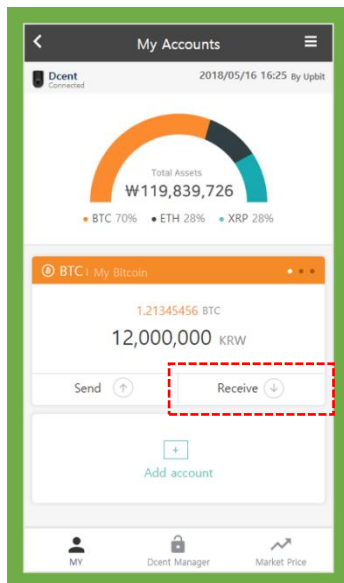 My Accounts
Dcent
Connected
2018/05/16 16:25 By Upbit
Total Assets
₩119,839,726
BTC 70% ETH 28% XRP 28%
BTC | My Bitcoin
1.21345456 BTC
12,000,000 KRW
Send Receive
+
Add account
MY Dcent Manager Market Price